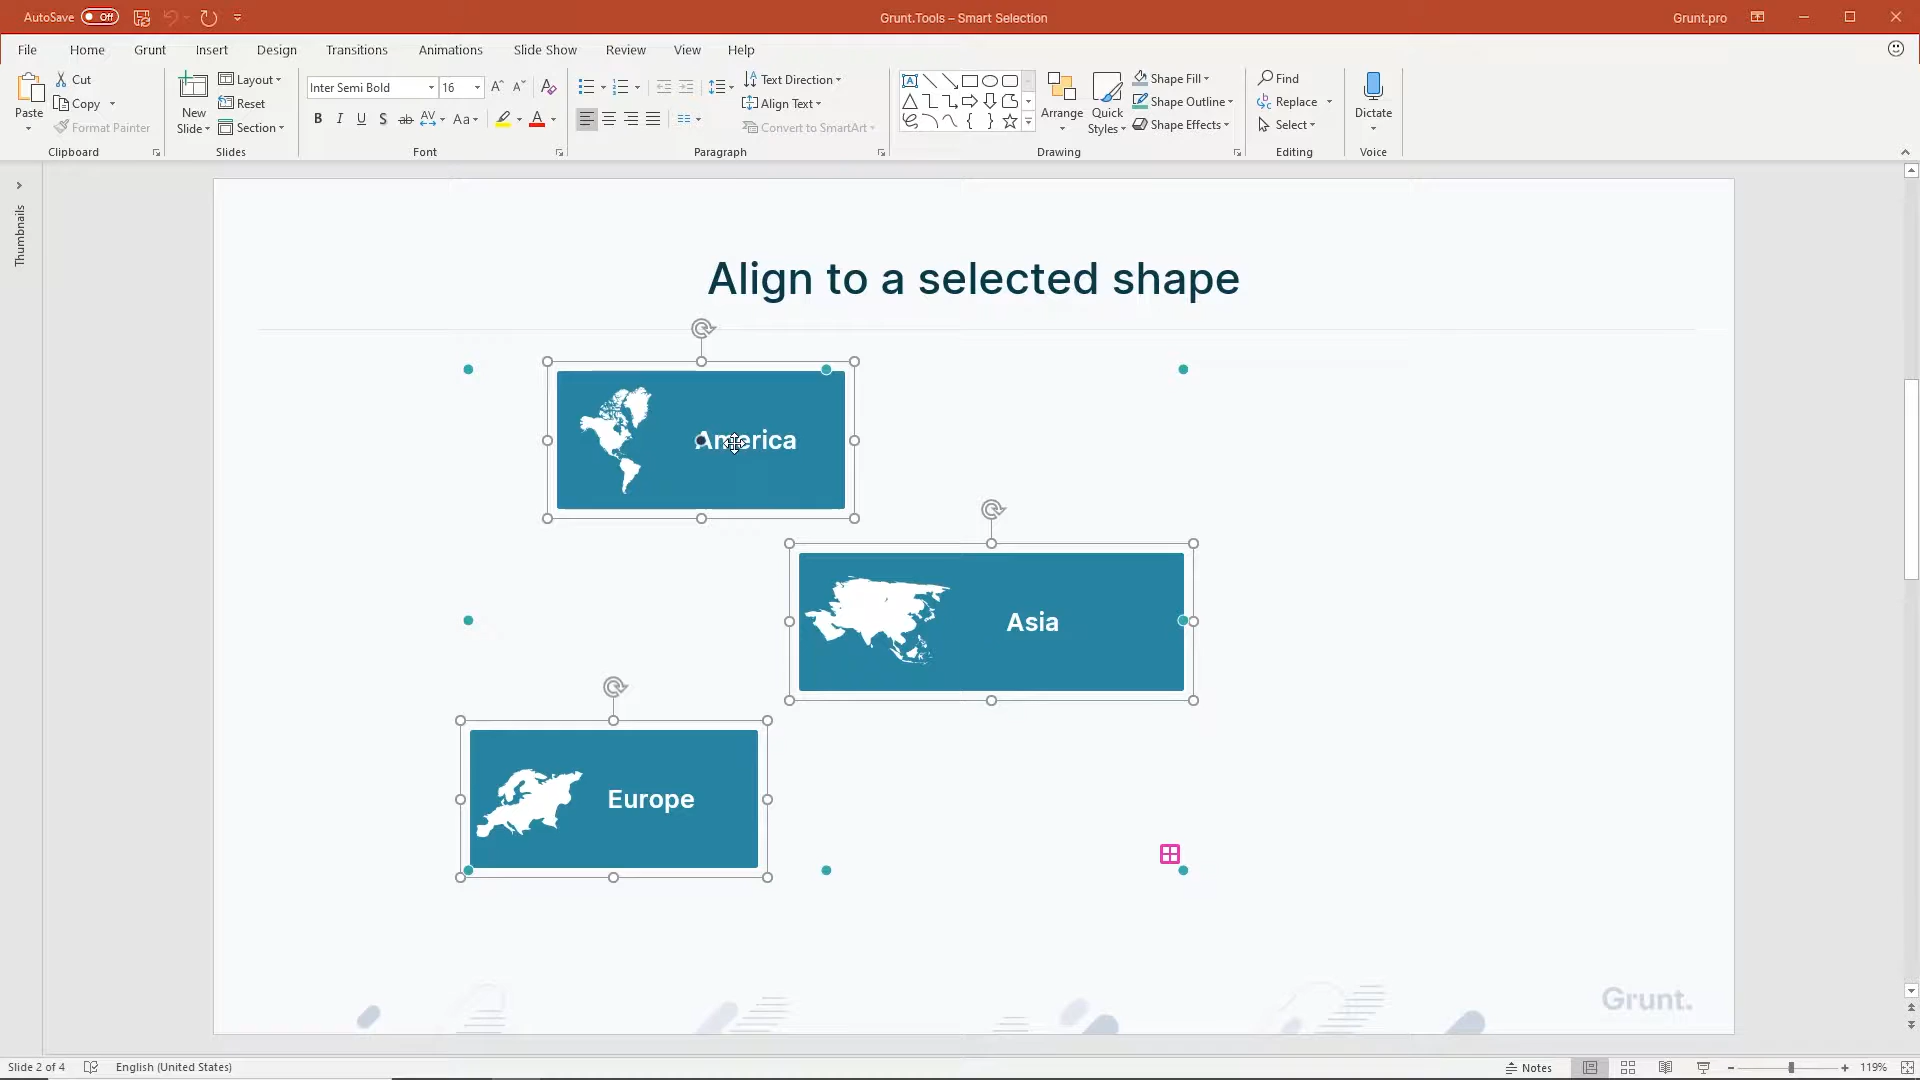 AutoSave Off
Grunt.Tools – Smart Selection
Grunt.pro
File Home Grunt Insert Design Transitions Animations Slide Show Review View Help
Paste
Cut
Copy
Format Painter
Clipboard
New
Slide
Layout
Reset
Section
Slides
Inter Semi Bold 16
B I U S ab AV Aa A
Font
Text Direction
Align Text
Convert to SmartArt
Paragraph
Arrange
Quick
Styles
Shape Fill
Shape Outline
Shape Effects
Drawing
Find
Replace
Select
Editing
Dictate
Voice
Thumbnails
Align to a selected shape
America
Asia
Europe
Grunt.
Slide 2 of 4
English (United States)
Notes
119%